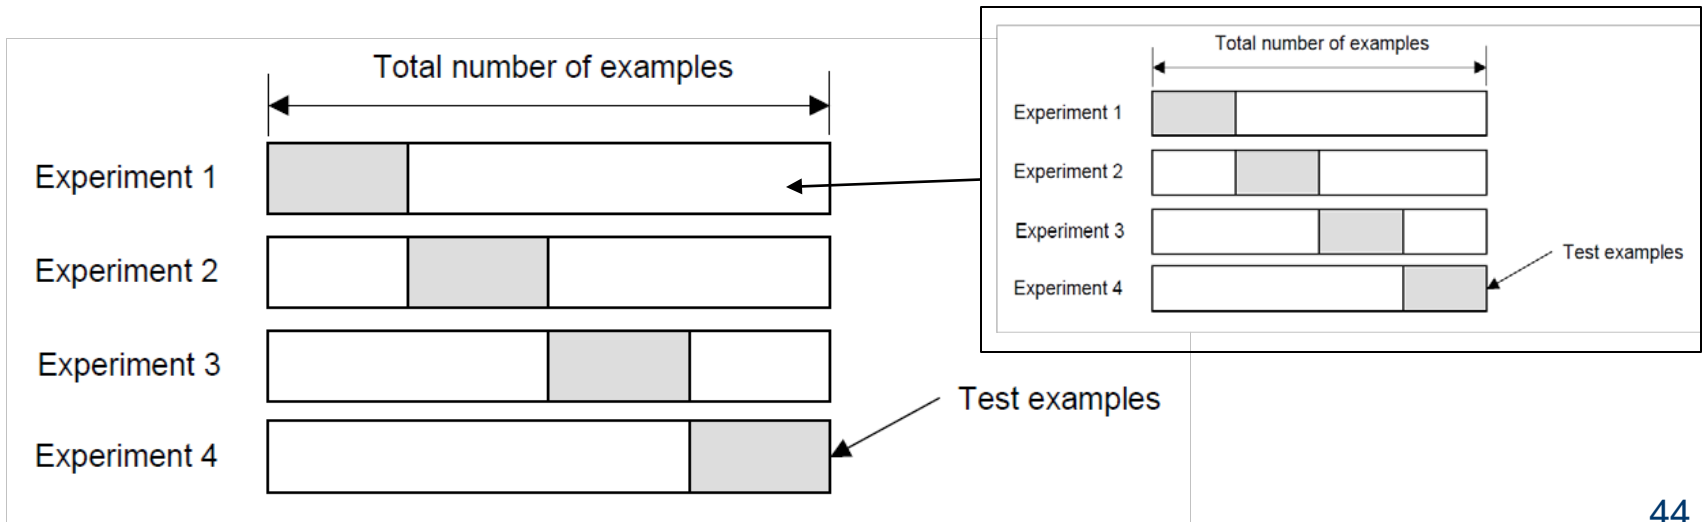 Total number of examples
Experiment 1
Experiment 2
Experiment 3
Experiment 4
Test examples
Total number of examples
Experiment 1
Experiment 2
Experiment 3
Experiment 4
Test examples
44